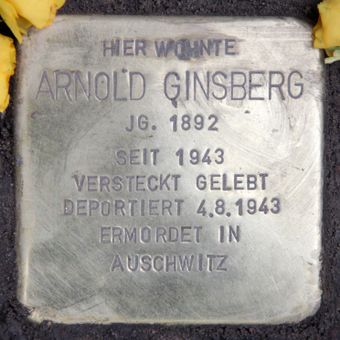 HIER WOHNTE
ARNOLD GINSBERG
JG. 1892
SEIT 1943
VERSTECKT GELEBT
DEPORTIERT 4.8.1943
ERMORDET IN
AUSCHWITZ